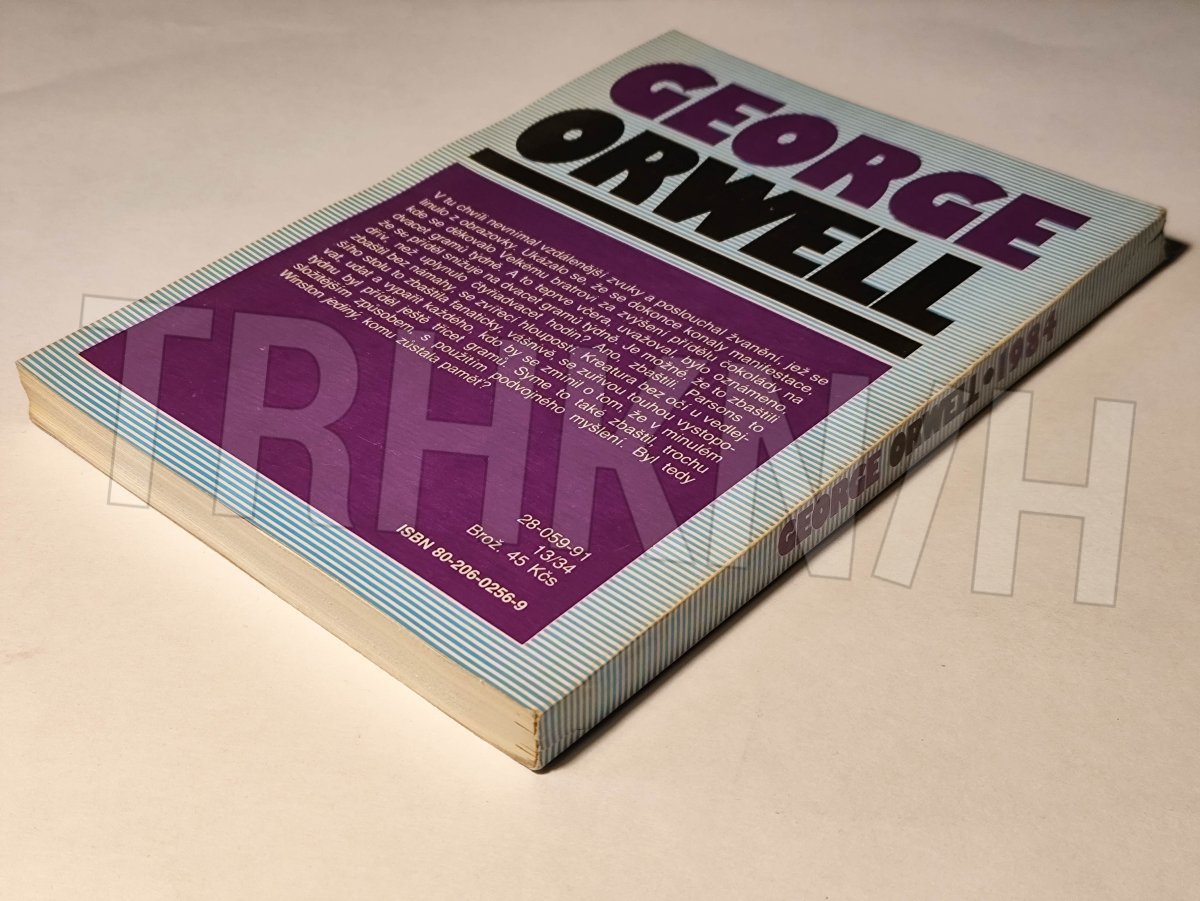 GEORGE
ORWELL
V tu chvíli nevnímal vzdálenější zvuky a poslouchal žvanění, jež se
linulo z obrazovky. Ukázalo se, že se dokonce konaly manifestace,
kde se děkovalo Velkému bratrovi za zvýšení přídělu čokolády na
dvacet gramů týdně. A to teprve včera, uvažoval, bylo oznámeno,
že se příděl snižuje na dvacet gramů týdně. Je možné, že to zbaštili
dřív, než uplynulo čtyřiadvacet hodin? Ano, zbaštili. Parsons to
zbaštil bez námahy, se zvířecí hloupostí. Kreatura bez očí u vedlej-
šího stolu to zbaštila fanaticky, vášnivě, se zuřivou touhou vystopo-
vat, udat a vypařit každého, kdo by se zmínil o tom, že v minulém
týdnu byl příděl ještě třicet gramů. Syme to také zbaštil, trochu
složitějším způsobem, s použitím podvojného myšlení. Byl tedy
Winston jediný, komu zůstala paměť?
28-059-91
13/34
Brož. 45 Kčs
ISBN 80-206-0256-9
GEORGE ORWELL • 1984
TRHKNIH